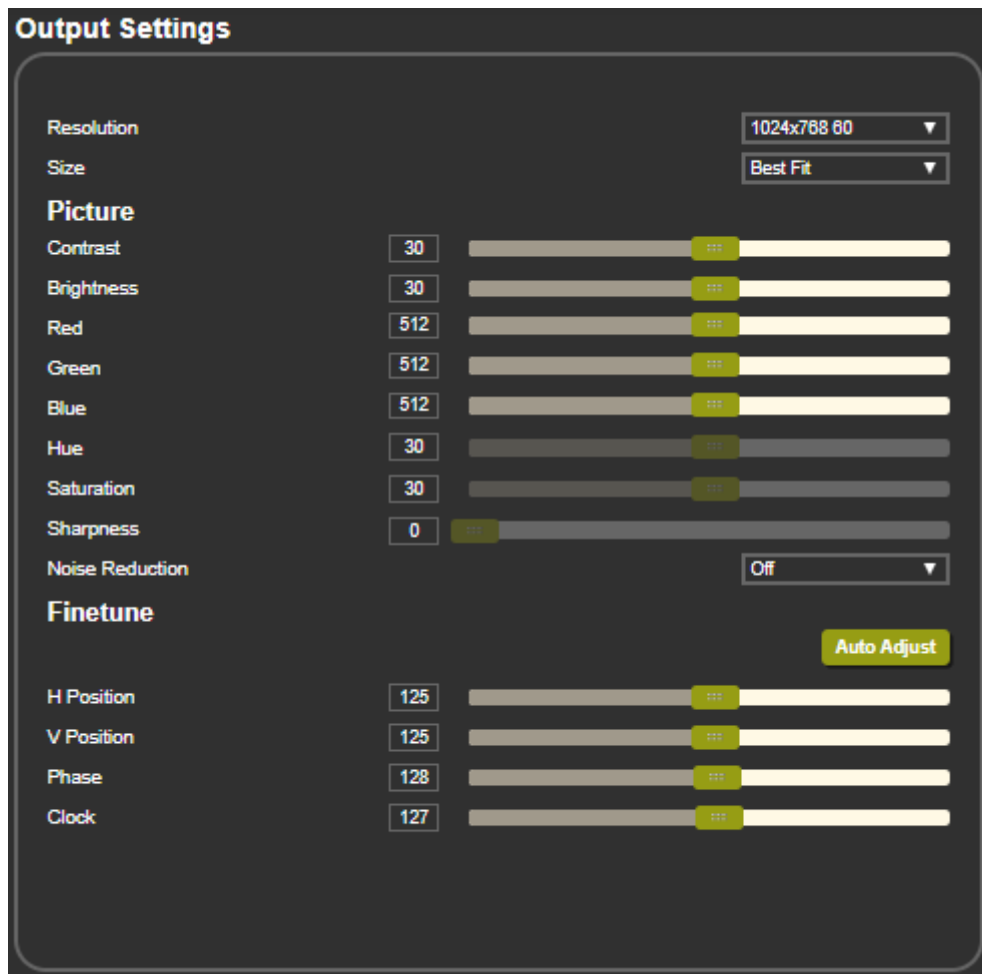 Output Settings
Resolution 1024x768 60
Size Best Fit
Picture
Contrast 30
Brightness 30
Red 512
Green 512
Blue 512
Hue 30
Saturation 30
Sharpness 0
Noise Reduction Off
Finetune
Auto Adjust
H Position 125
V Position 125
Phase 128
Clock 127